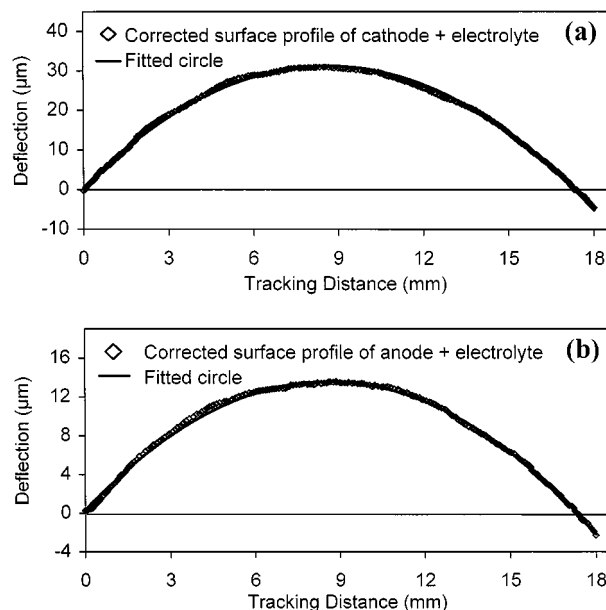 40
30
20
10
0
-10
Deflection (µm)
Corrected surface profile of cathode + electrolyte
(a)
Fitted circle
0 3 6 9 12 15 18
Tracking Distance (mm)
16
12
8
4
0
-4
Deflection (µm)
Corrected surface profile of anode + electrolyte
(b)
Fitted circle
0 3 6 9 12 15 18
Tracking Distance (mm)